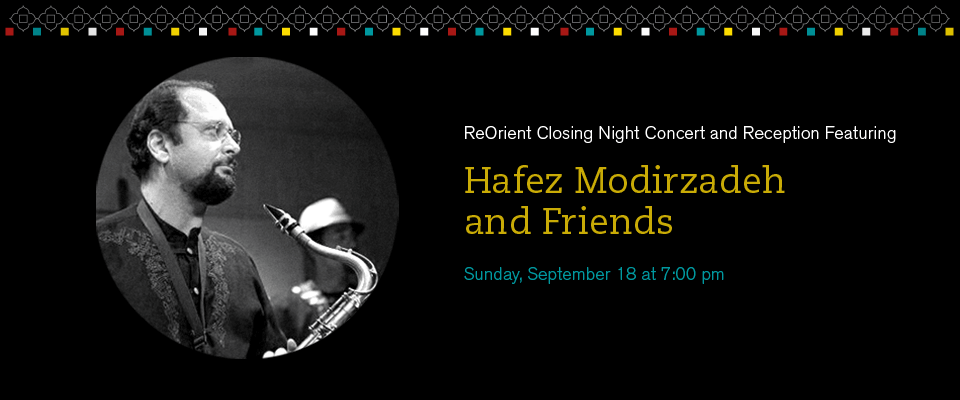 ReOrient Closing Night Concert and Reception Featuring
Hafez Modirzadeh
and Friends
Sunday, September 18 at 7:00 pm